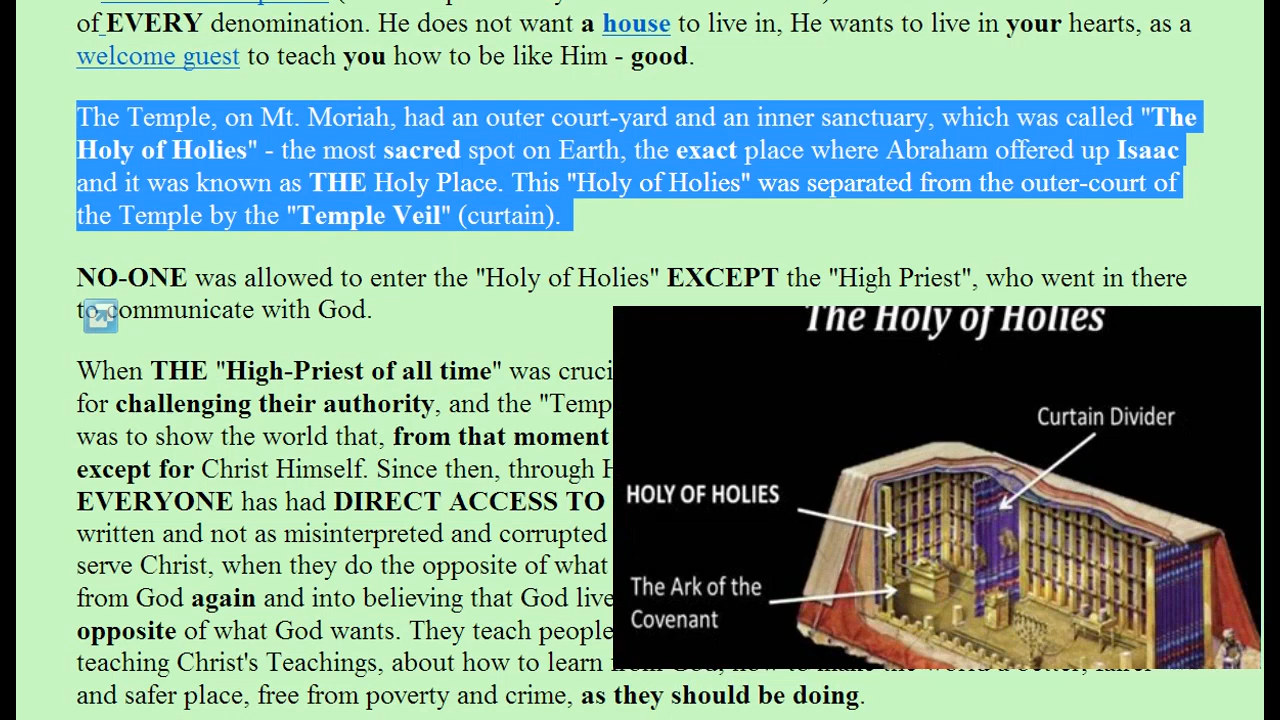 of EVERY denomination. He does not want a house to live in, He wants to live in your hearts, as a
welcome guest to teach you how to be like Him - good.
The Temple, on Mt. Moriah, had an outer court-yard and an inner sanctuary, which was called "The
Holy of Holies" - the most sacred spot on Earth, the exact place where Abraham offered up Isaac
and it was known as THE Holy Place. This "Holy of Holies" was separated from the outer-court of
the Temple by the "Temple Veil" (curtain).
NO-ONE was allowed to enter the "Holy of Holies" EXCEPT the "High Priest", who went in there
to communicate with God.
When THE "High-Priest of all time" was cruci
for challenging their authority, and the "Temp
was to show the world that, from that moment
except for Christ Himself. Since then, through H
EVERYONE has had DIRECT ACCESS TO
written and not as misinterpreted and corrupted
serve Christ, when they do the opposite of what
from God again and into believing that God live
opposite of what God wants. They teach people
teaching Christ's Teachings, about how to learn
and safer place, free from poverty and crime, as they should be doing.
The Holy of Holies
Curtain Divider
HOLY OF HOLIES
The Ark of the
Covenant